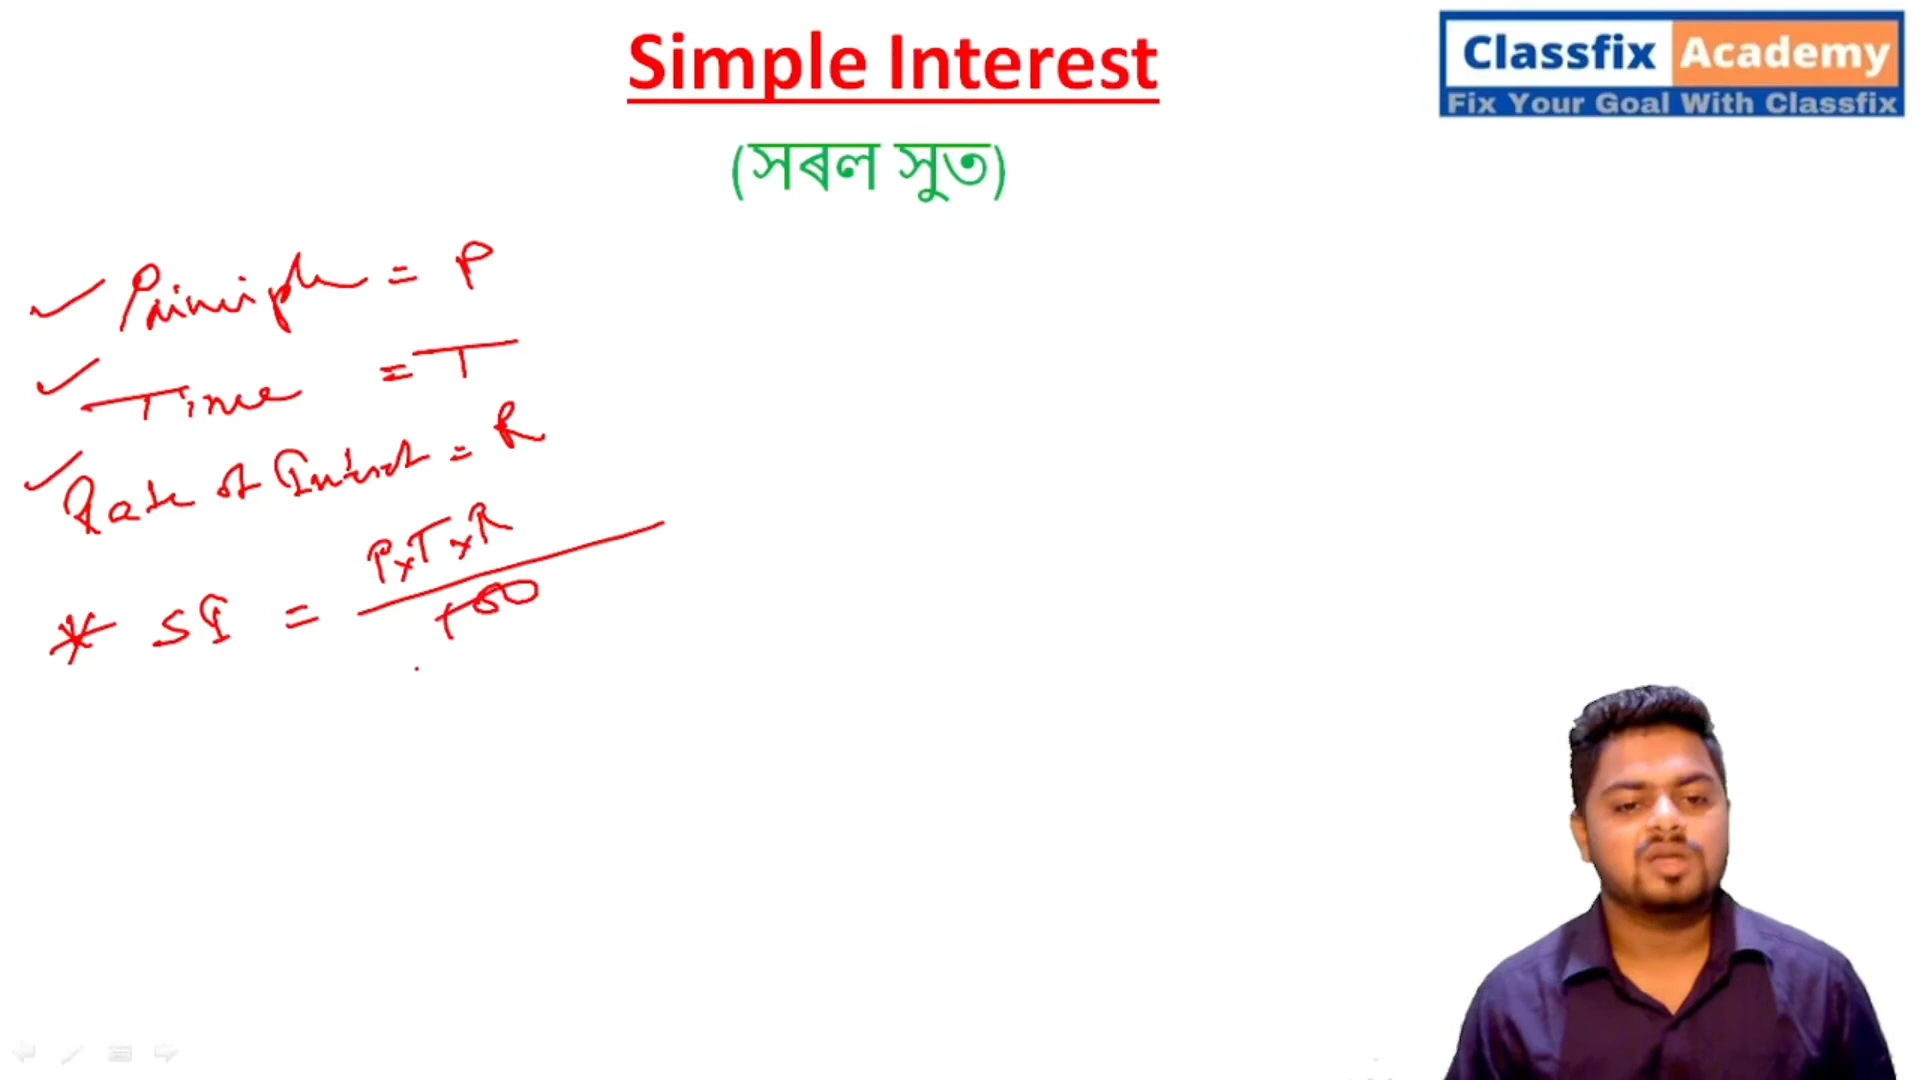 Simple Interest
Classfix Academy
Fix Your Goal With Classfix
(সৰল সুত)
Principle = P
Time = T
Rate of Interest = R
* SI = P×T×R
100